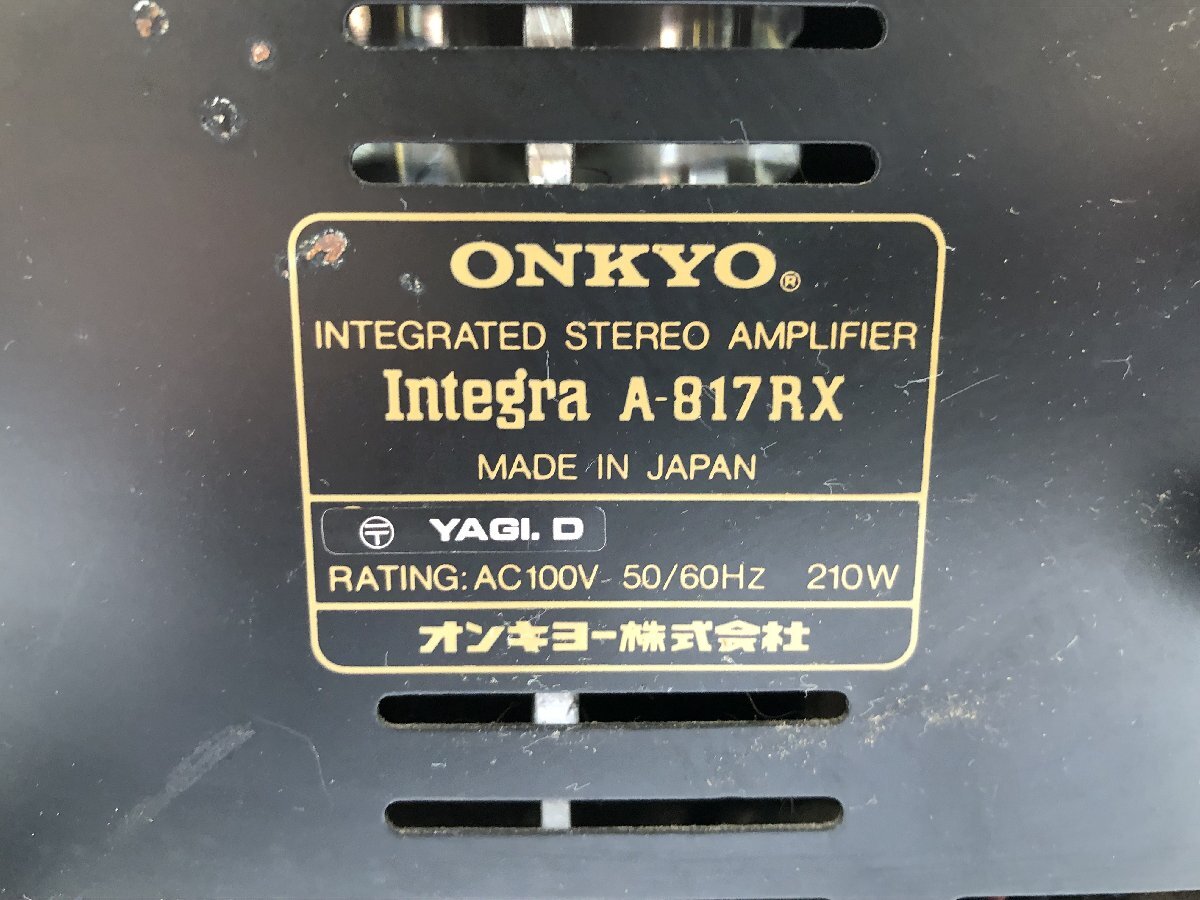 ONKYO®
INTEGRATED STEREO AMPLIFIER
Integra A-817RX
MADE IN JAPAN
〒 YAGI. D
RATING: AC100V 50/60Hz 210W
オンキヨー株式会社